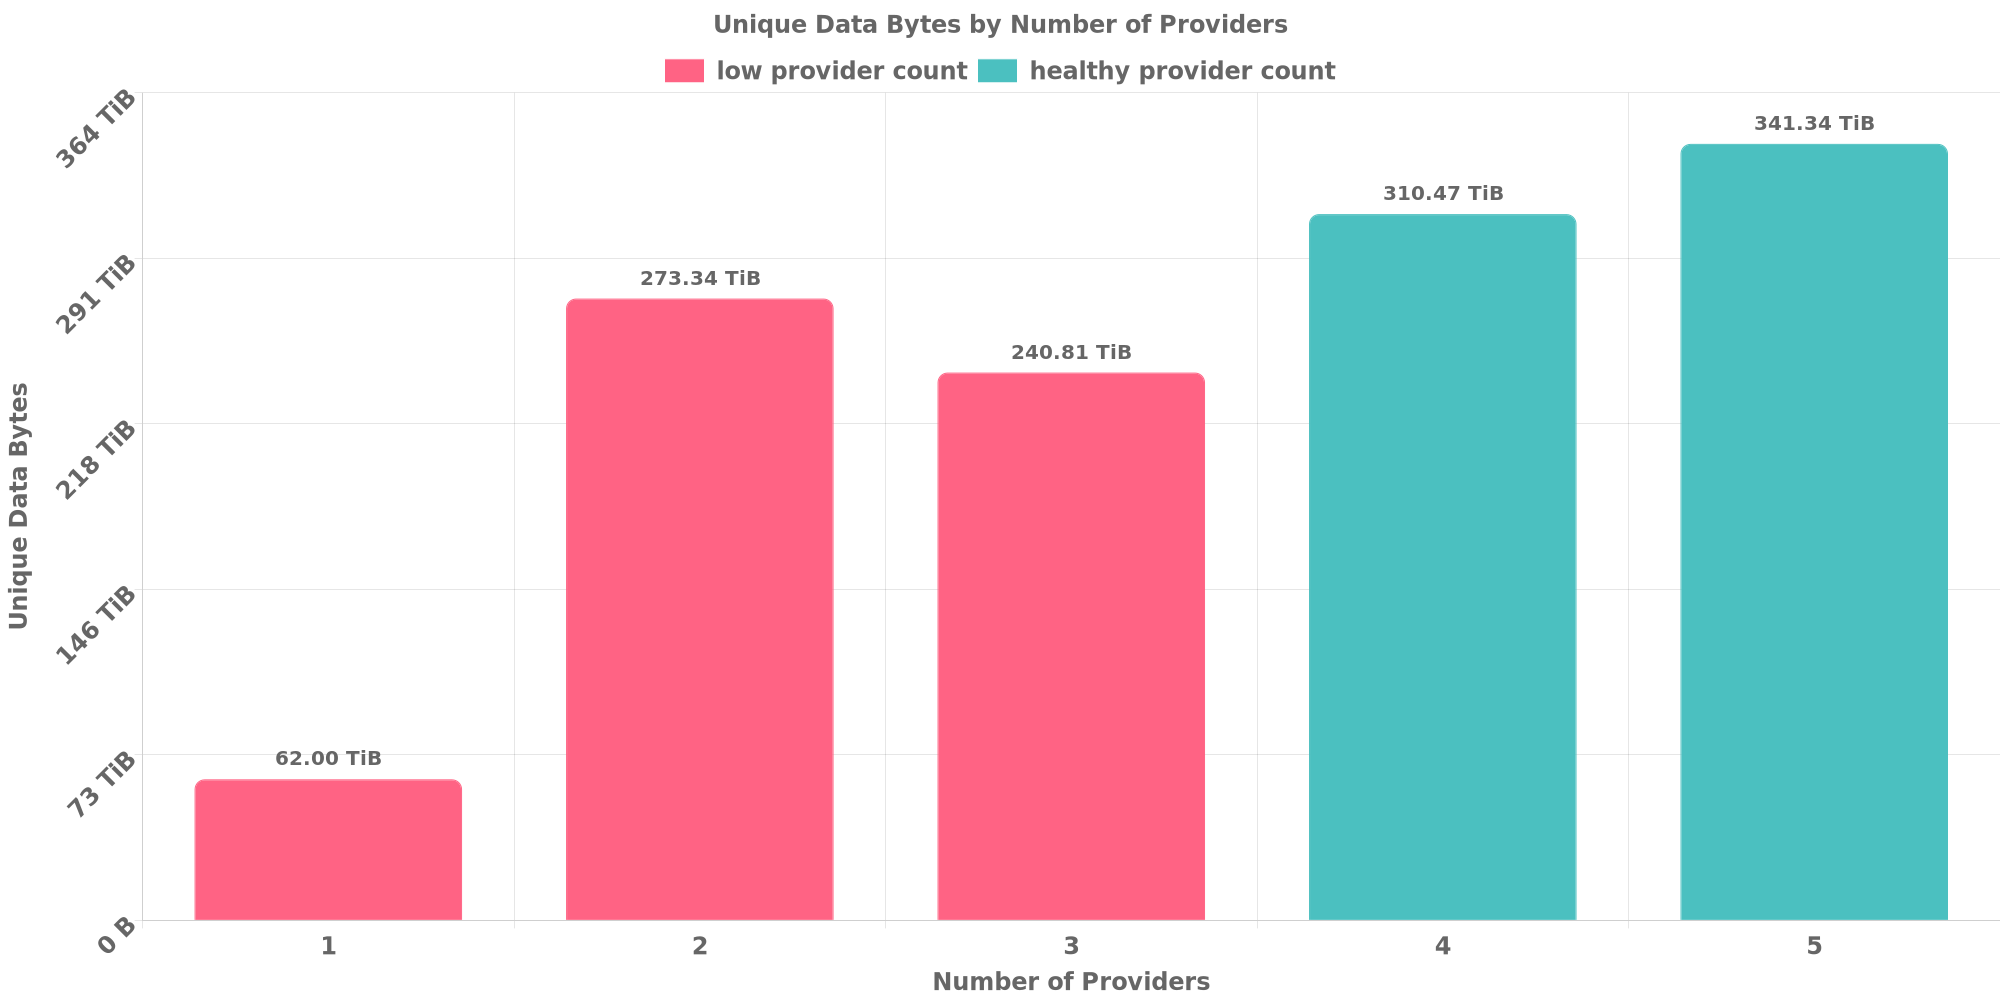 Unique Data Bytes by Number of Providers
low provider count healthy provider count
364 TiB
291 TiB
218 TiB
146 TiB
73 TiB
0 B
Unique Data Bytes
62.00 TiB
273.34 TiB
240.81 TiB
310.47 TiB
341.34 TiB
1 2 3 4 5
Number of Providers